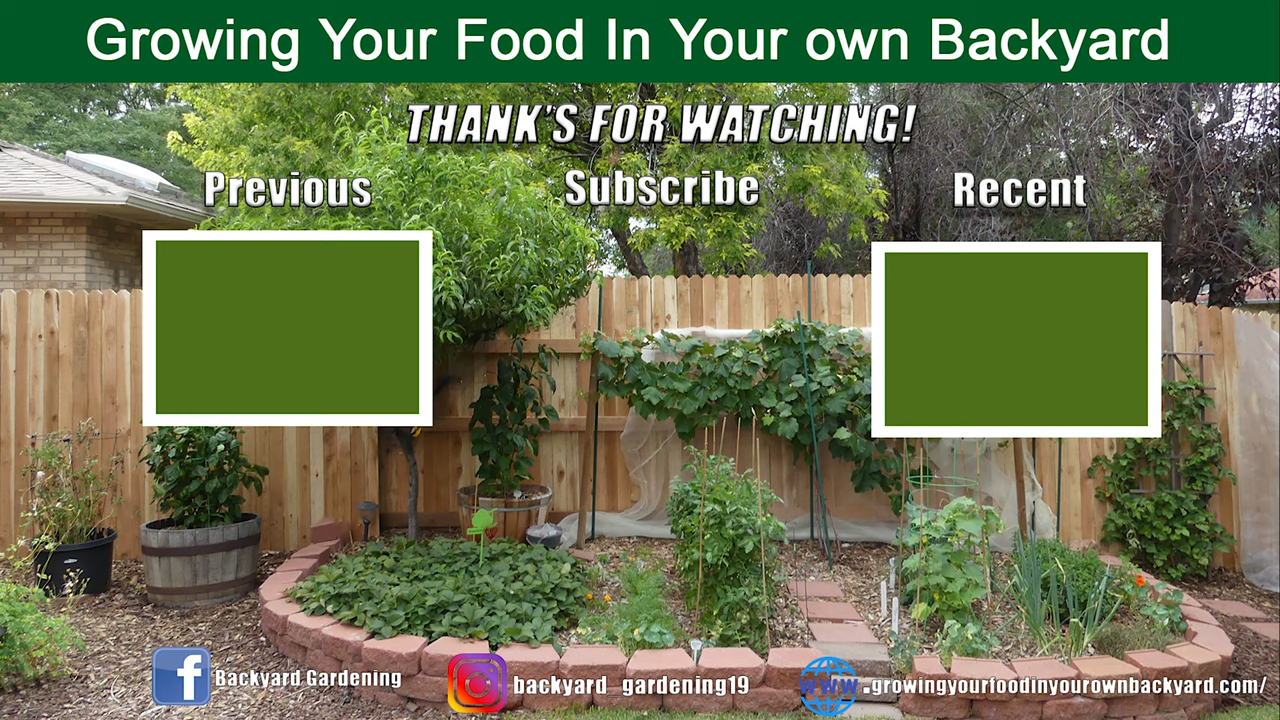 Growing Your Food In Your own Backyard
THANK'S FOR WATCHING!
Previous
Subscribe
Recent
Backyard Gardening
backyard gardening19
www.growingyourfoodinyourownbackyard.com/